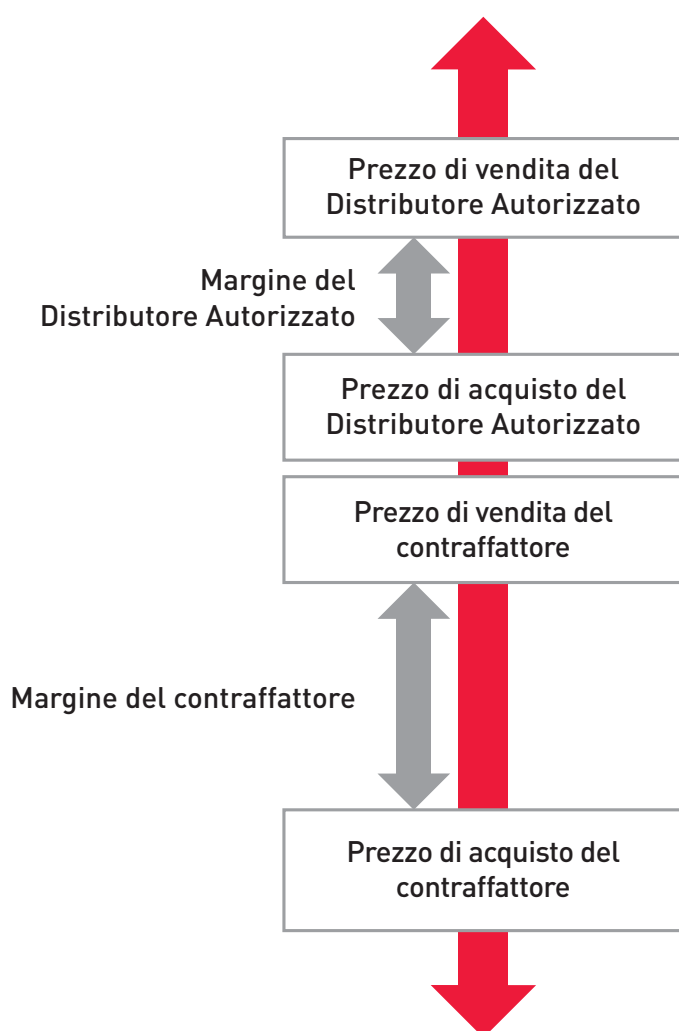 Prezzo di vendita del
Distributore Autorizzato
Margine del
Distributore Autorizzato
Prezzo di acquisto del
Distributore Autorizzato
Prezzo di vendita del
contraffattore
Margine del contraffattore
Prezzo di acquisto del
contraffattore